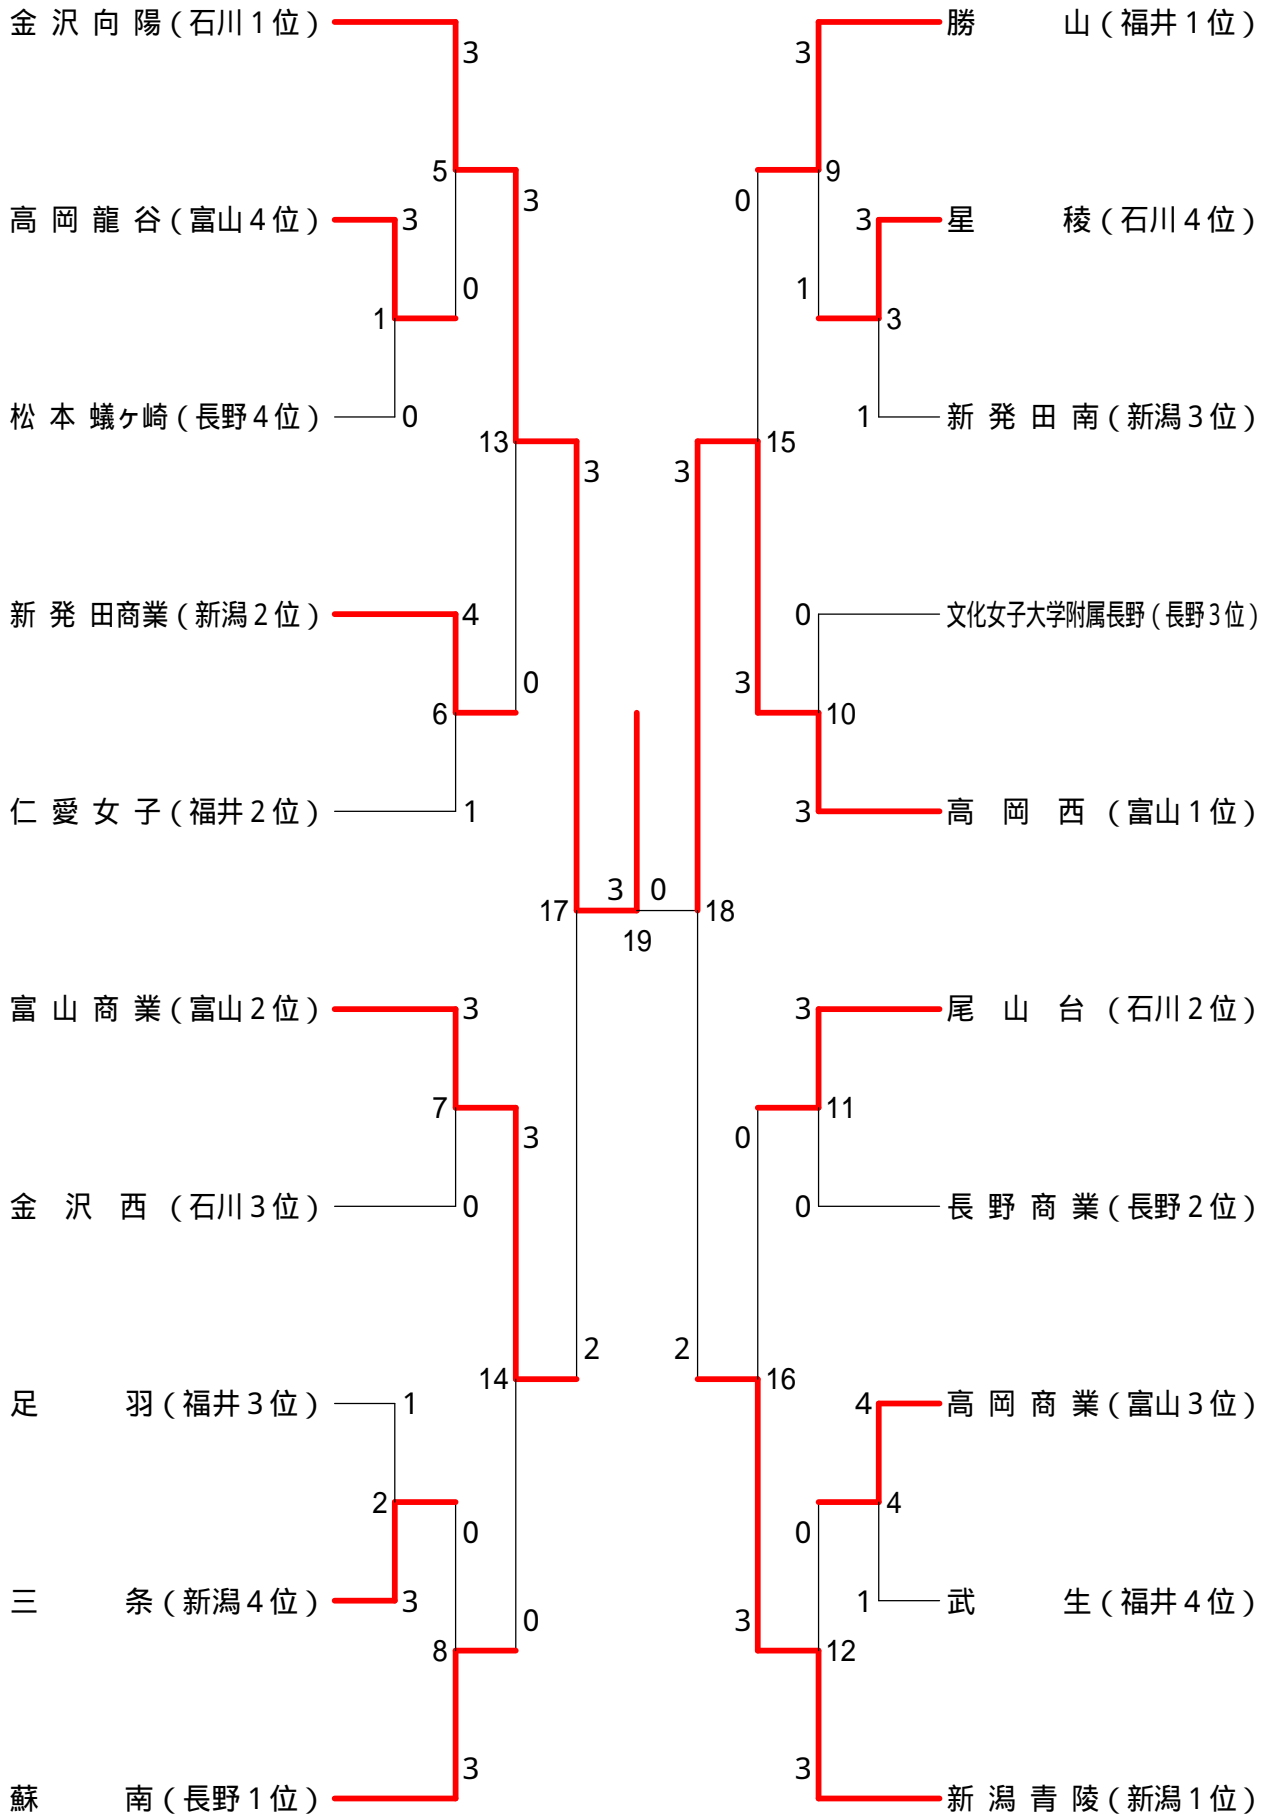 金沢向陽(石川1位)
3
5
3
高岡龍谷(富山4位)
3
0
1
松本蟻ヶ崎(長野4位)
0
13
3
新発田商業(新潟2位)
4
0
6
仁愛女子(福井2位)
1
17
3
0
18
19
富山商業(富山2位)
3
7
3
金沢西(石川3位)
0
2
14
足羽(福井3位)
1
2
0
三条(新潟4位)
3
0
8
3
蘇南(長野1位)
勝山(福井1位)
3
9
0
星稜(石川4位)
3
1
3
新発田南(新潟3位)
1
15
3
文化女子大学附属長野(長野3位)
0
3
10
高岡西(富山1位)
3
尾山台(石川2位)
3
11
0
長野商業(長野2位)
0
2
16
高岡商業(富山3位)
4
4
0
武生(福井4位)
1
3
12
3
新潟青陵(新潟1位)